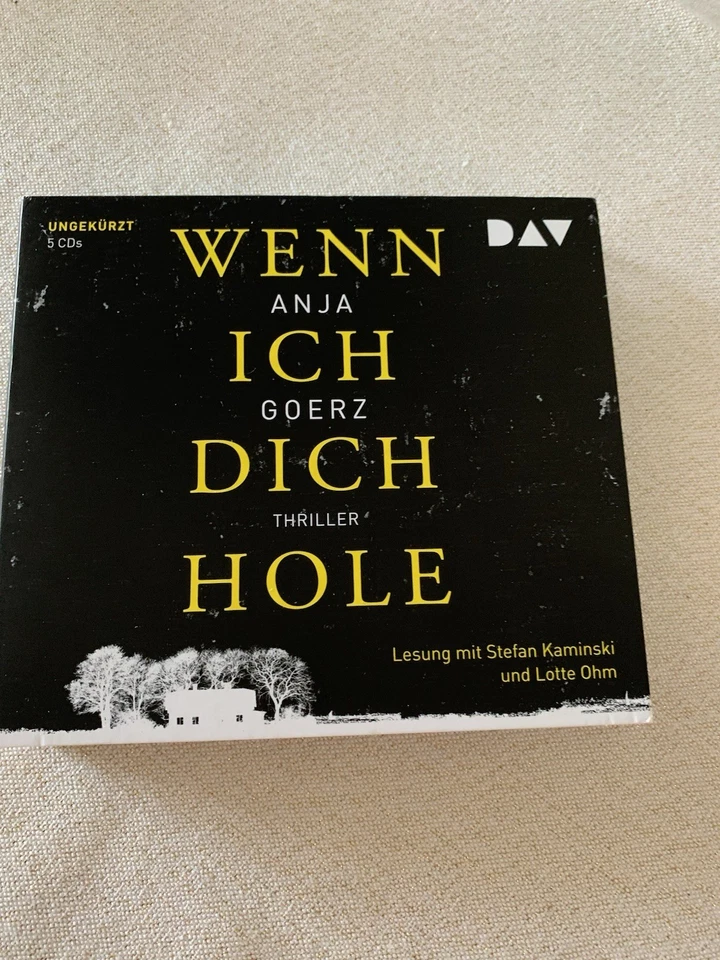 UNGEKÜRZT
5 CDs
DAV
WENN
ANJA
ICH
GOERZ
DICH
THRILLER
HOLE
Lesung mit Stefan Kaminski
und Lotte Ohm